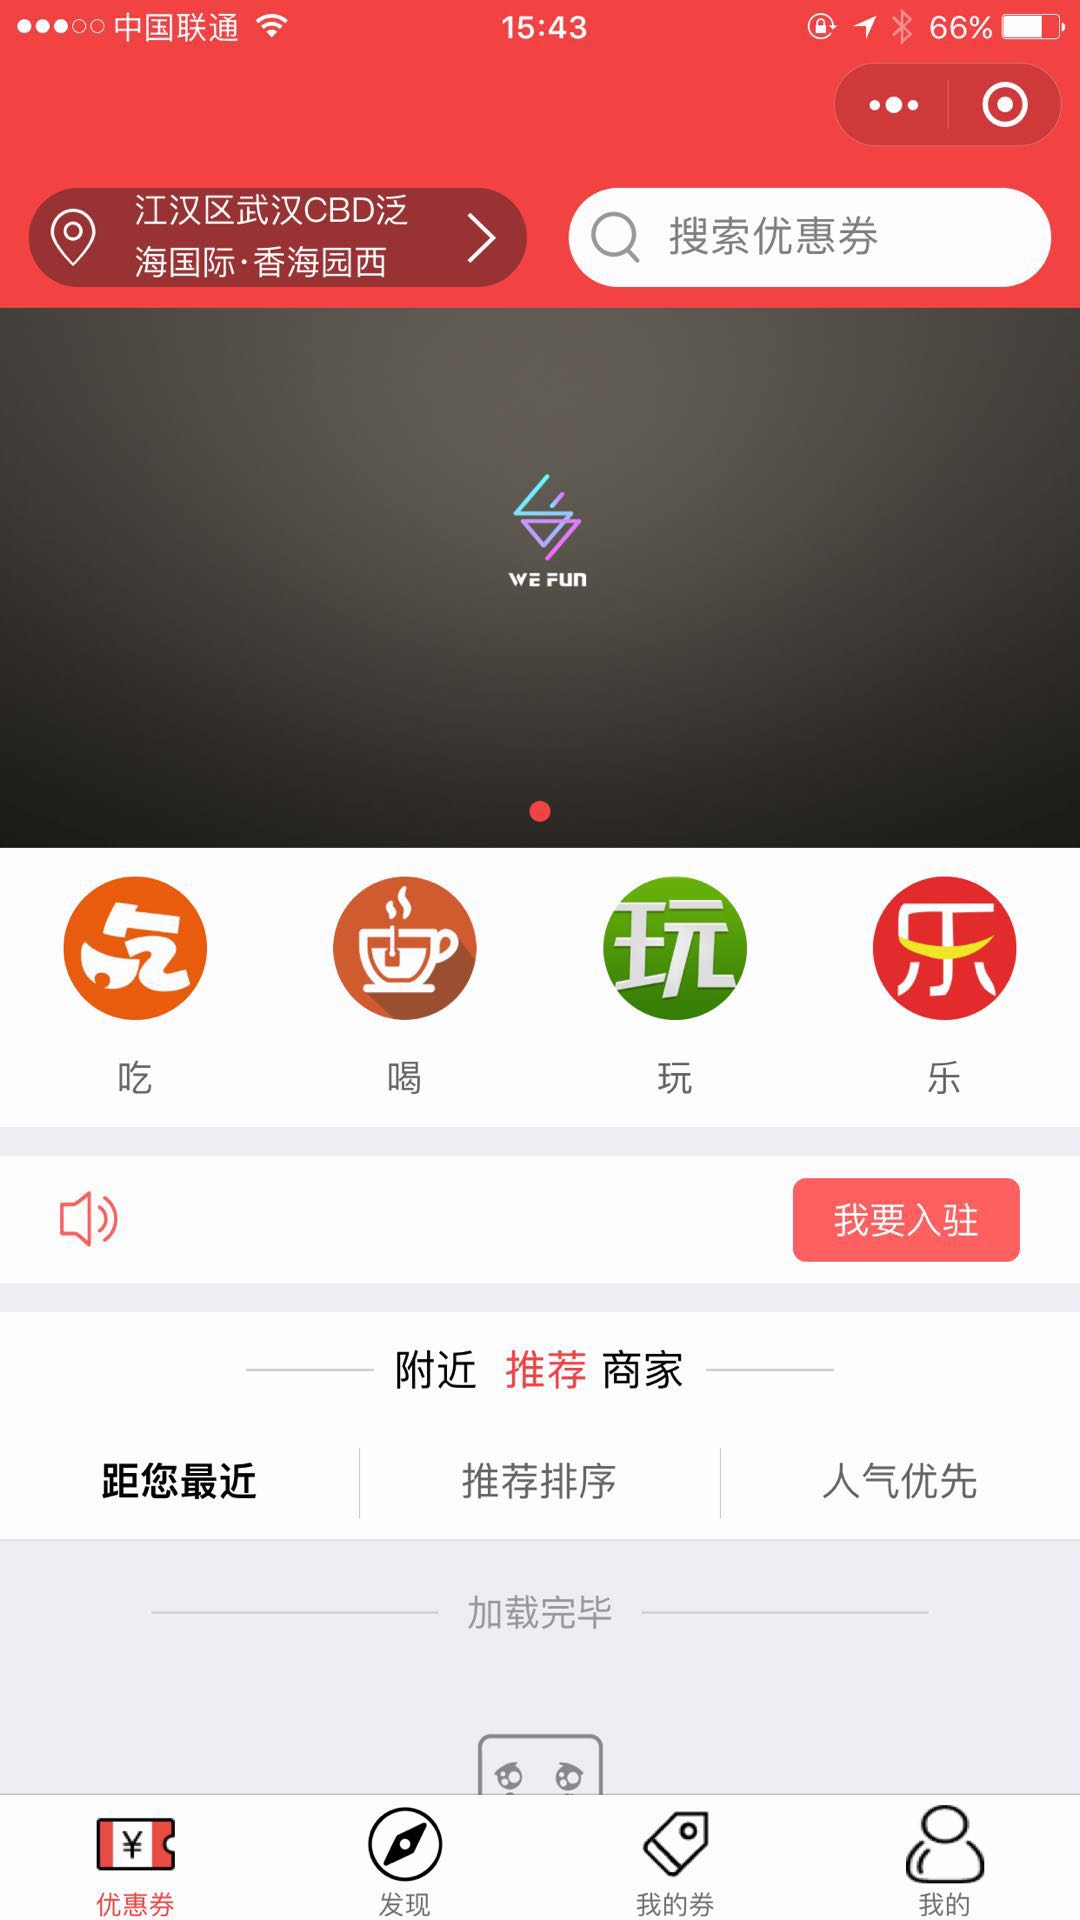 中国联通
15:43
66%
江汉区武汉CBD泛
海国际·香海园西
搜索优惠券
WE FUN
吃
玩
乐
吃
喝
玩
乐
我要入驻
附近 推荐 商家
距您最近
推荐排序
人气优先
加载完毕
¥
优惠券
发现
我的券
我的